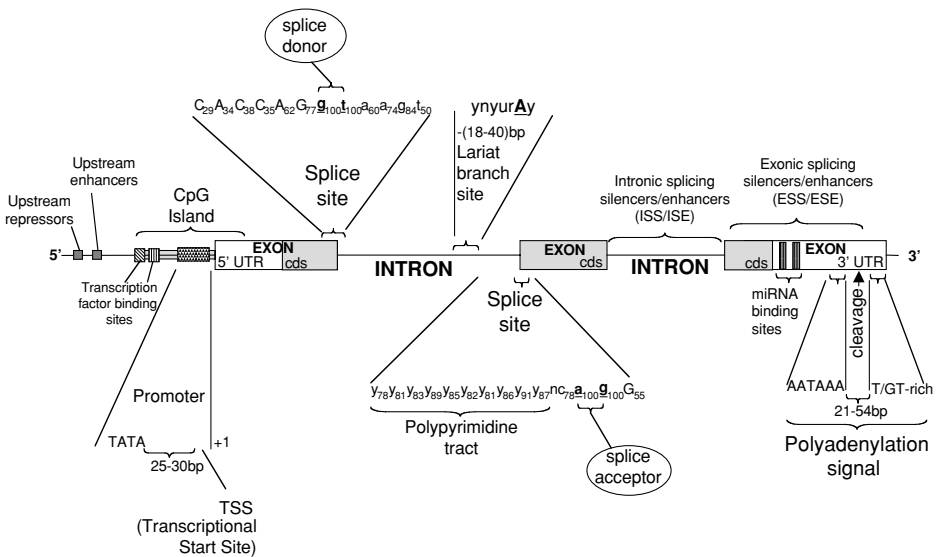 splice
donor
C29A34C38C35A62G77g100t100a60a74g84t50
ynyurAy
-(18-40)bp
Lariat
branch
site
Upstream
enhancers
Upstream
repressors
CpG
Island
Splice
site
Intronic splicing
silencers/enhancers
(ISS/ISE)
Exonic splicing
silencers/enhancers
(ESS/ESE)
5'
EXON
5' UTR
cds
INTRON
EXON
cds
INTRON
cds
EXON
3' UTR
3'
Transcription
factor binding
sites
Splice
site
miRNA
binding
sites
cleavage
Promoter
TATA
+1
25-30bp
TSS
(Transcriptional
Start Site)
y78y81y83y89y85y82y81y86y91y87nc78a100g100G55
Polypyrimidine
tract
splice
acceptor
AATAAA
T/GT-rich
21-54bp
Polyadenylation
signal